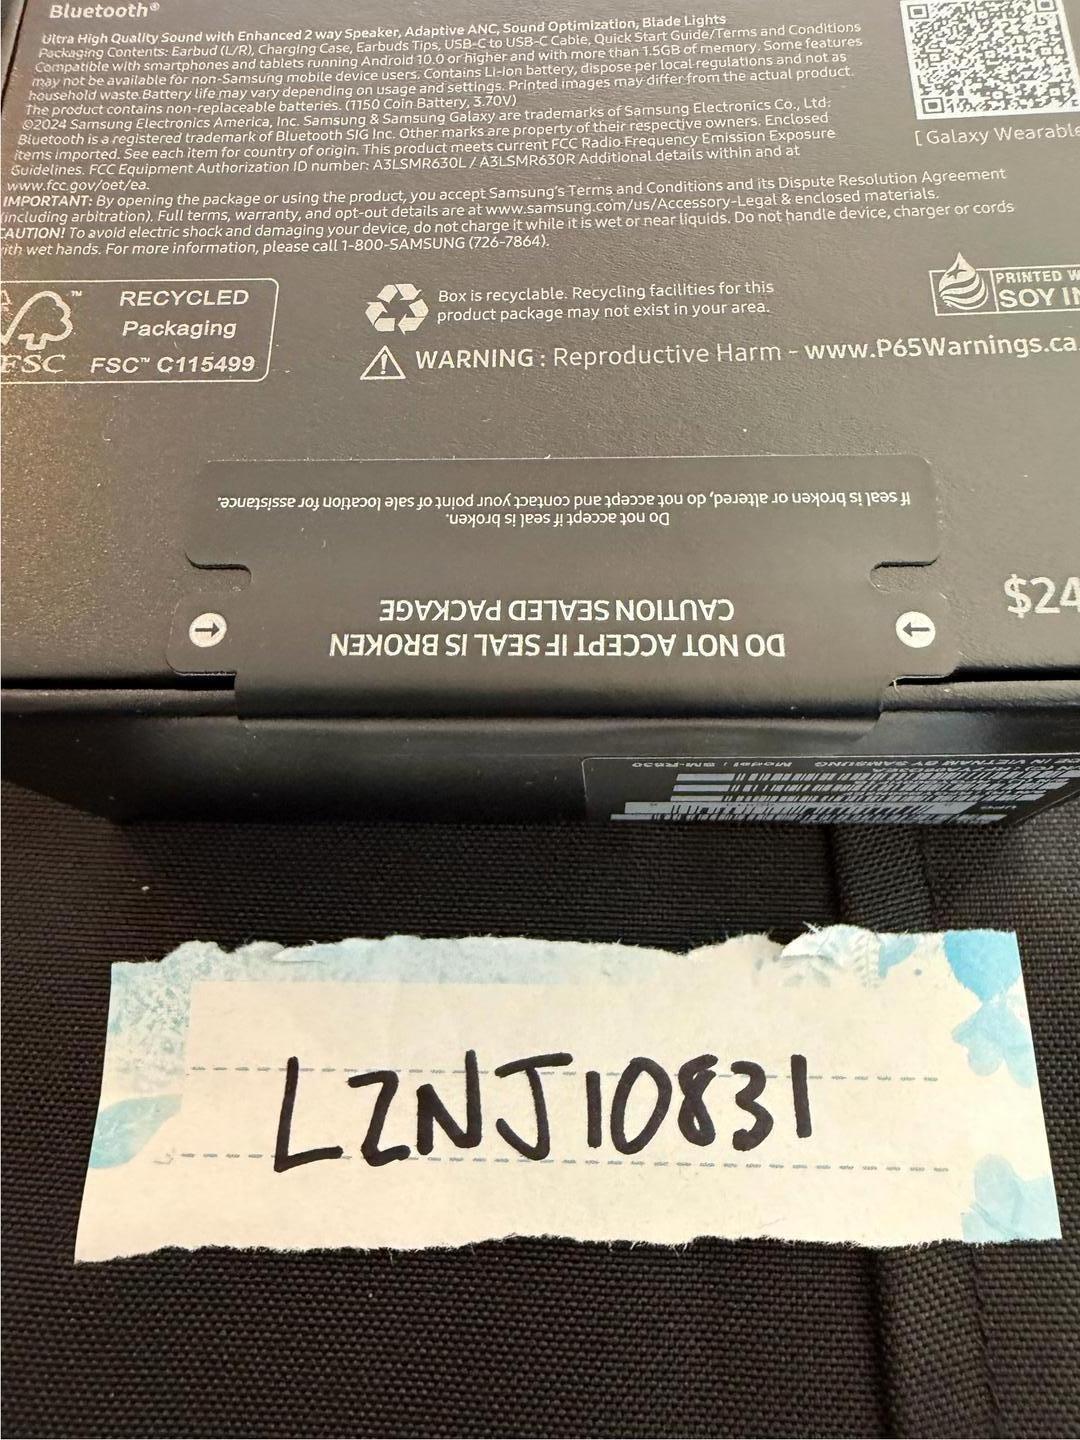 Bluetooth®
Ultra High Quality Sound with Enhanced 2 way Speaker, Adaptive ANC, Sound Optimization, Blade Lights
Packaging Contents: Earbud (L/R), Charging Case, Earbuds Tips, USB-C to USB-C Cable, Quick Start Guide/Terms and Conditions
Compatible with smartphones and tablets running Android 10.0 or higher and with more than 1.5GB of memory. Some features
may not be available for non-Samsung mobile device users. Contains Li-Ion battery, dispose per local regulations and not as
household waste.Battery life may vary depending on usage and settings. Printed images may differ from the actual product.
The product contains non-replaceable batteries. (1150 Coin Battery, 3.70V)
©2024 Samsung Electronics America, Inc. Samsung & Samsung Galaxy are trademarks of Samsung Electronics Co., Ltd.
Bluetooth is a registered trademark of Bluetooth SIG Inc. Other marks are property of their respective owners. Enclosed
items imported. See each item for country of origin. This product meets current FCC Radio-Frequency Emission Exposure
Guidelines. FCC Equipment Authorization ID number: A3LSMR630L / A3LSMR630R Additional details within and at
www.fcc.gov/oet/ea.
IMPORTANT: By opening the package or using the product, you accept Samsung's Terms and Conditions and its Dispute Resolution Agreement
(including arbitration). Full terms, warranty, and opt-out details are at www.samsung.com/us/Accessory-Legal & enclosed materials.
CAUTION! To avoid electric shock and damaging your device, do not charge it while it is wet or near liquids. Do not handle device, charger or cords
ith wet hands. For more information, please call 1-800-SAMSUNG (726-7864).
[ Galaxy Wearable
RECYCLED
Packaging
FSC™ C115499
FSC
Box is recyclable. Recycling facilities for this
product package may not exist in your area.
PRINTED W
SOY IN
WARNING : Reproductive Harm - www.P65Warnings.ca.
Do not accept if seal is broken.
If seal is broken or altered, do not accept and contact your point of sale location for assistance.
$24
DO NOT ACCEPT IF SEAL IS BROKEN
CAUTION SEALED PACKAGE
UPC
IN VIETNAM BY SAMSUNG Model : SM-R630
LZNJ10831